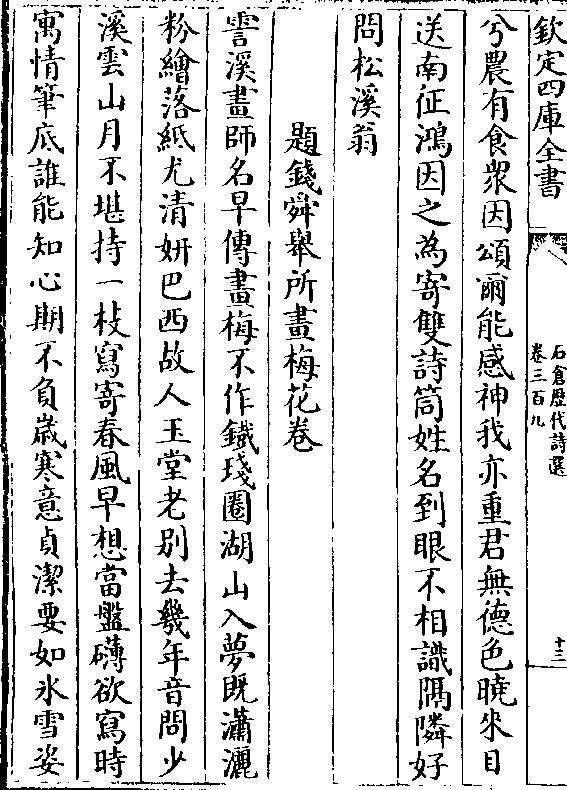 欽定四庫全書
石倉歴代詩選
卷三百九
十三
兮農有食衆因頌爾能感神我亦重君無德色曉來目
送南征鴻因之為寄雙詩筒姓名到眼不相識隔隣好
問松溪翁
題錢舜舉所畫梅花卷
霅溪畫師名早傳畫梅不作鐵㦸圈湖山入夢既瀟灑
粉繪落紙尤清妍巴西故人玉堂老别去㡬年音問少
溪雲山月不堪持一枝寫寄春風早想當盤礴欲寫時
寓情筆底誰能知心期不負嵗寒意貞潔要如氷雪姿